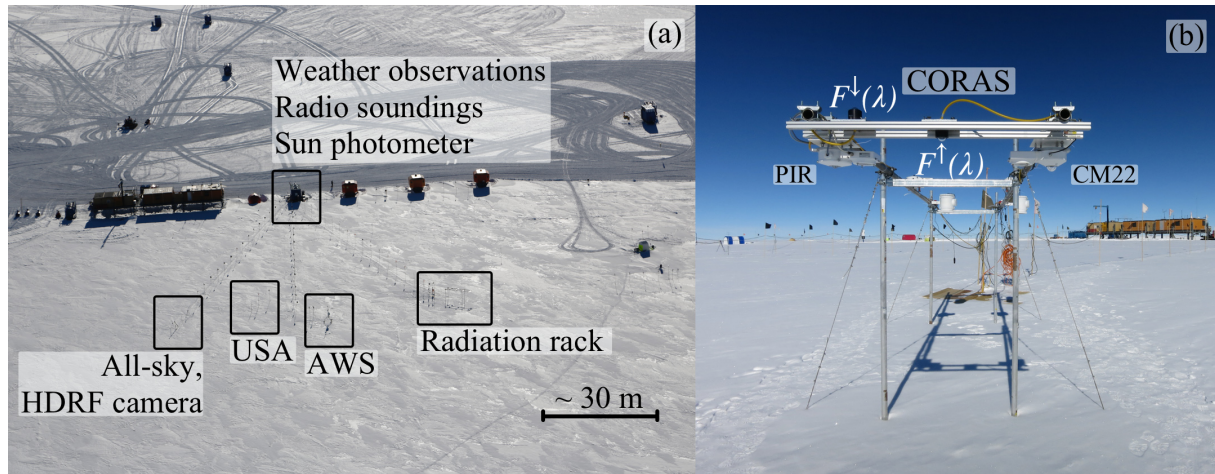 (a)
Weather observations
Radio soundings
Sun photometer
All-sky,
HDRF camera
USA
AWS
Radiation rack
~ 30 m
(b)
CORAS
F↓(λ)
F↑(λ)
PIR
CM22